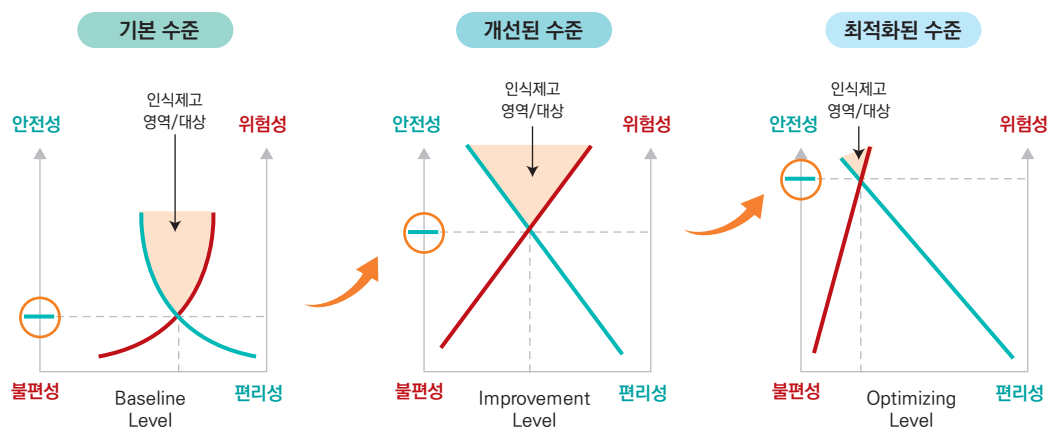 기본 수준
인식제고
영역/대상
안전성
위험성
불편성
편리성
Baseline
Level
개선된 수준
인식제고
영역/대상
안전성
위험성
불편성
편리성
Improvement
Level
최적화된 수준
인식제고
영역/대상
안전성
위험성
불편성
편리성
Optimizing
Level